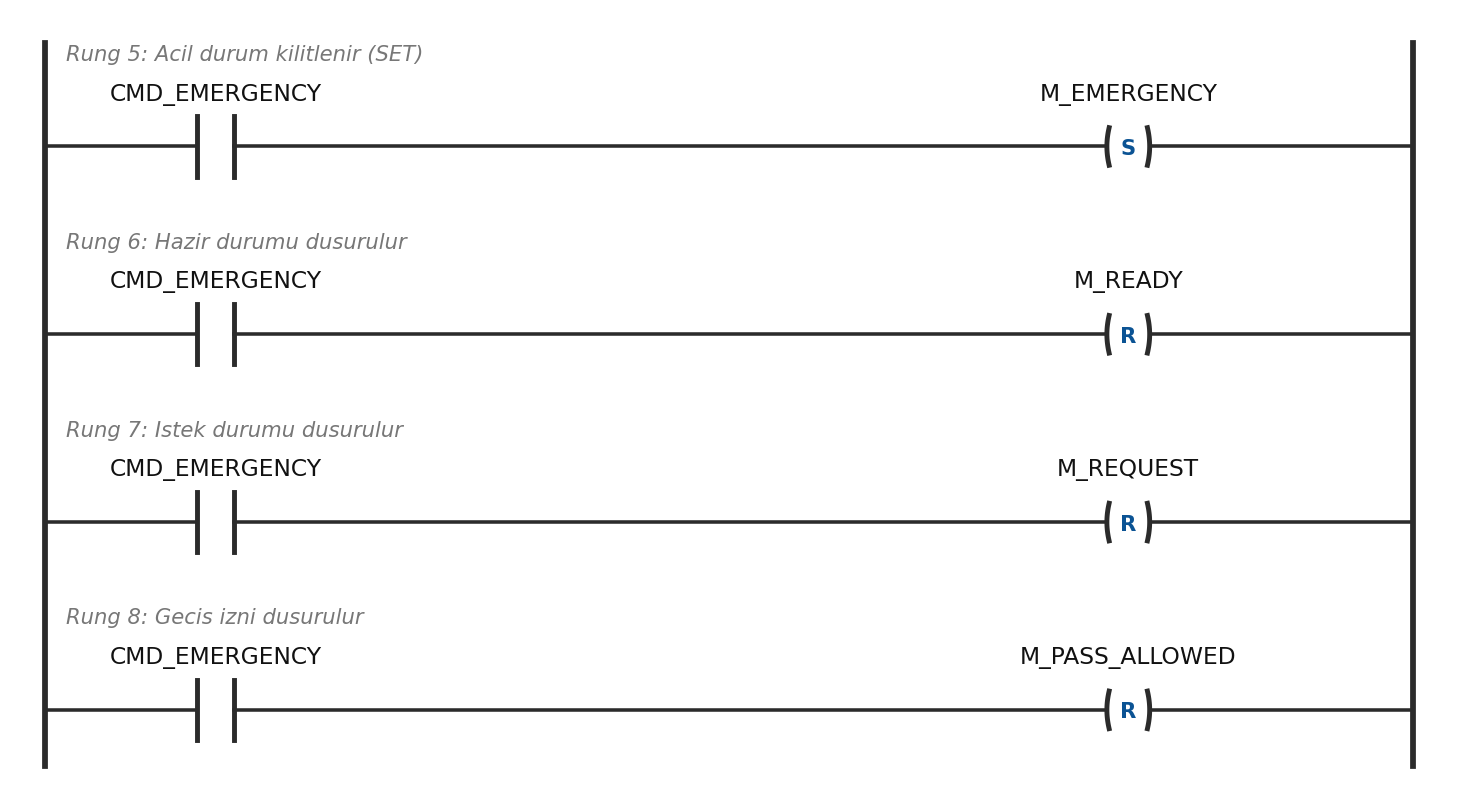 Rung 5: Acil durum kilitlenir (SET)
CMD_EMERGENCY
M_EMERGENCY
S
Rung 6: Hazir durumu dusurulur
CMD_EMERGENCY
M_READY
R
Rung 7: Istek durumu dusurulur
CMD_EMERGENCY
M_REQUEST
R
Rung 8: Gecis izni dusurulur
CMD_EMERGENCY
M_PASS_ALLOWED
R